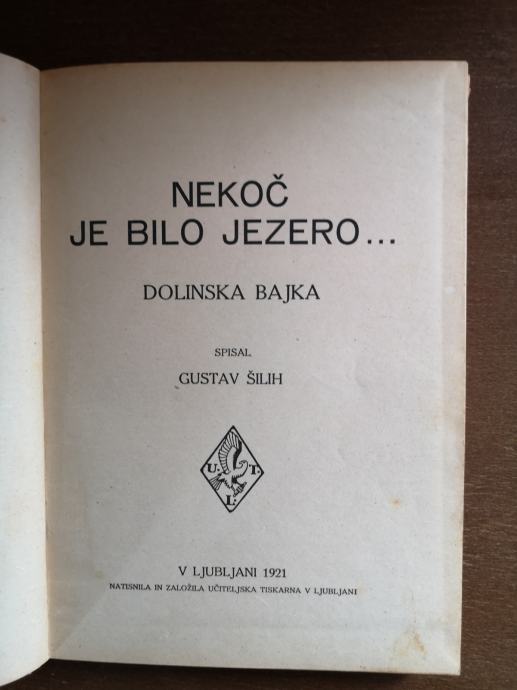 NEKOČ
JE BILO JEZERO...
DOLINSKA BAJKA
SPISAL
GUSTAV ŠILIH
U. T.
L.
V LJUBLJANI 1921
NATISNILA IN ZALOŽILA UČITELJSKA TISKARNA V LJUBLJANI